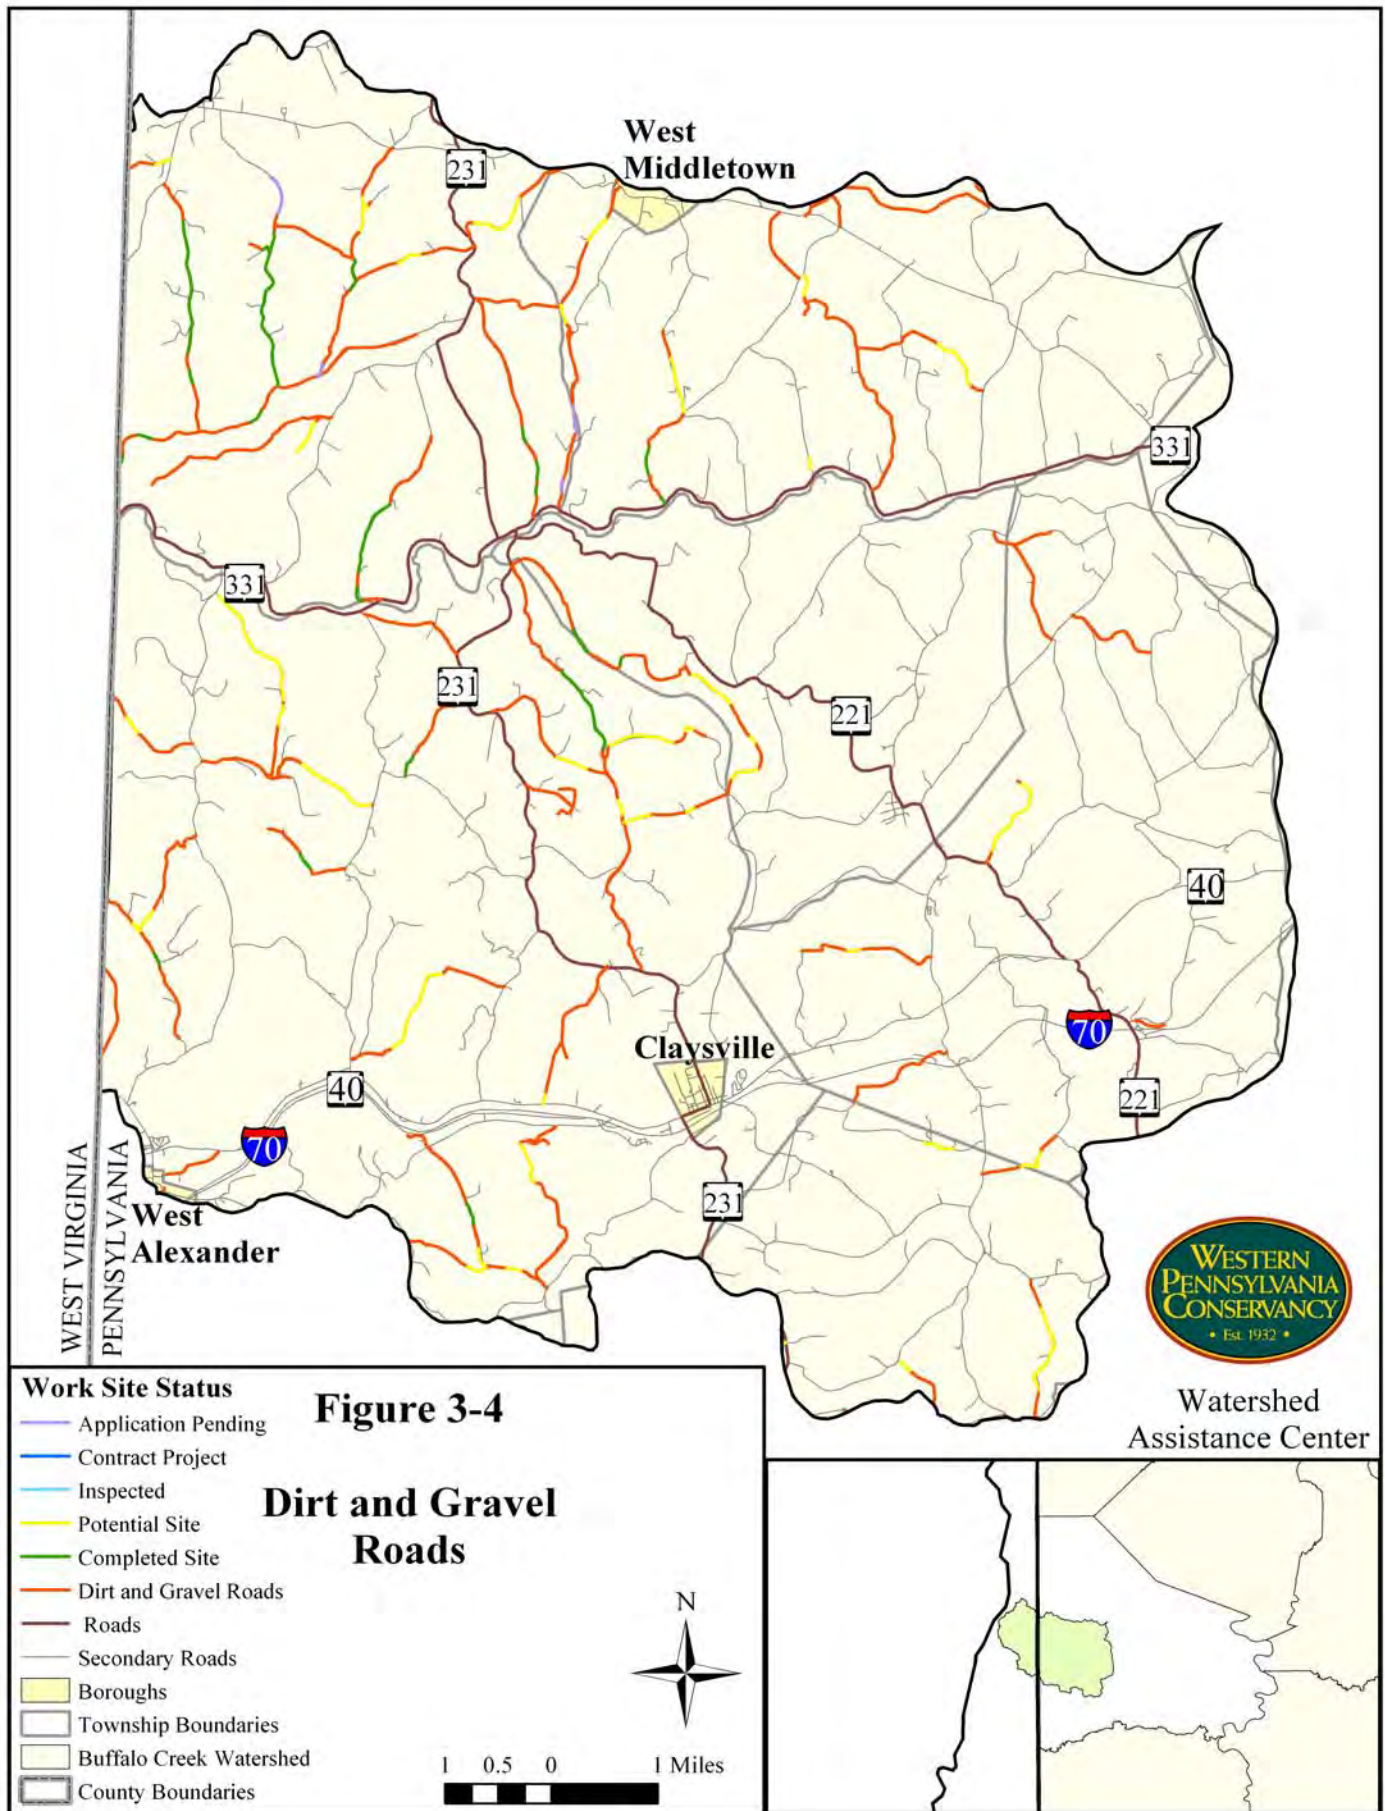 West
Middletown
231
331
331
231
221
40
70
Claysville
40
221
70
231
West
Alexander
WEST VIRGINIA
PENNSYLVANIA
WESTERN
PENNSYLVANIA
CONSERVANCY
• Est. 1932 •
Watershed
Assistance Center
Work Site Status
Application Pending
Contract Project
Inspected
Potential Site
Completed Site
Dirt and Gravel Roads
Roads
Secondary Roads
Boroughs
Township Boundaries
Buffalo Creek Watershed
County Boundaries
Figure 3-4
Dirt and Gravel
Roads
N
1 0.5 0 1 Miles